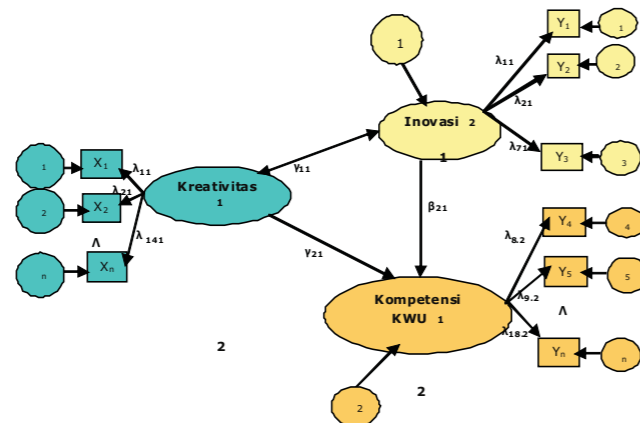 Y₁
1
1
λ₁₁
Y₂
2
λ₂₁
Inovasi 2
1
λ₇₁
Y₃
3
1
X₁
λ₁₁
γ₁₁
Kreativitas
1
2
X₂
λ₂₁
β₂₁
Λ
λ₁₄₁
n
Xₙ
γ₂₁
λ₈.₂
Y₄
4
Kompetensi
KWU 1
λ₉.₂
Y₅
5
Λ
λ₁₈.₂
Yₙ
n
2
2
2